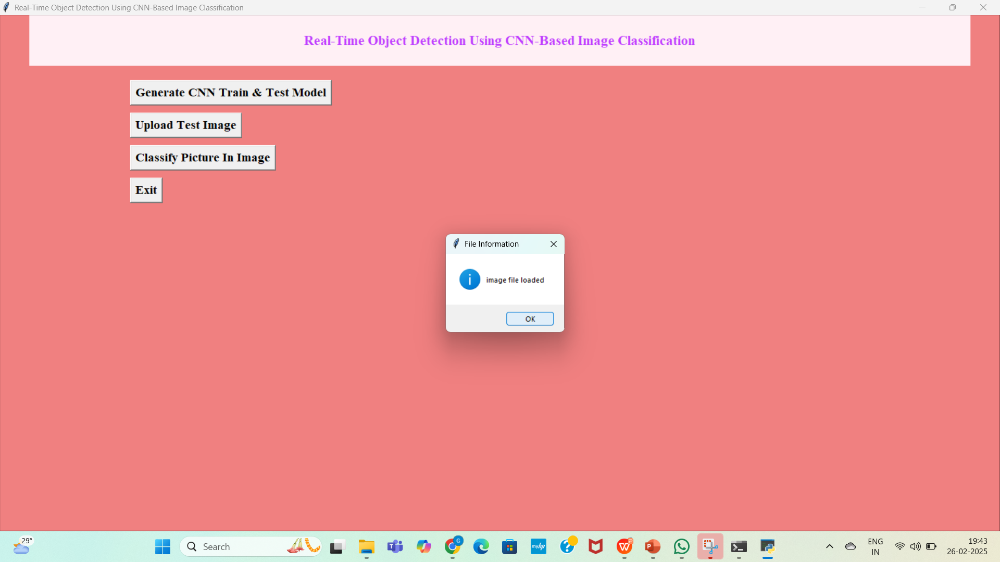 Real-Time Object Detection Using CNN-Based Image Classification
Real-Time Object Detection Using CNN-Based Image Classification
Generate CNN Train & Test Model
Upload Test Image
Classify Picture In Image
Exit
File Information
i
image file loaded
OK
29°
Search
T
G
myhp
?
W
P
P
ENG
IN
19:43
26-02-2025